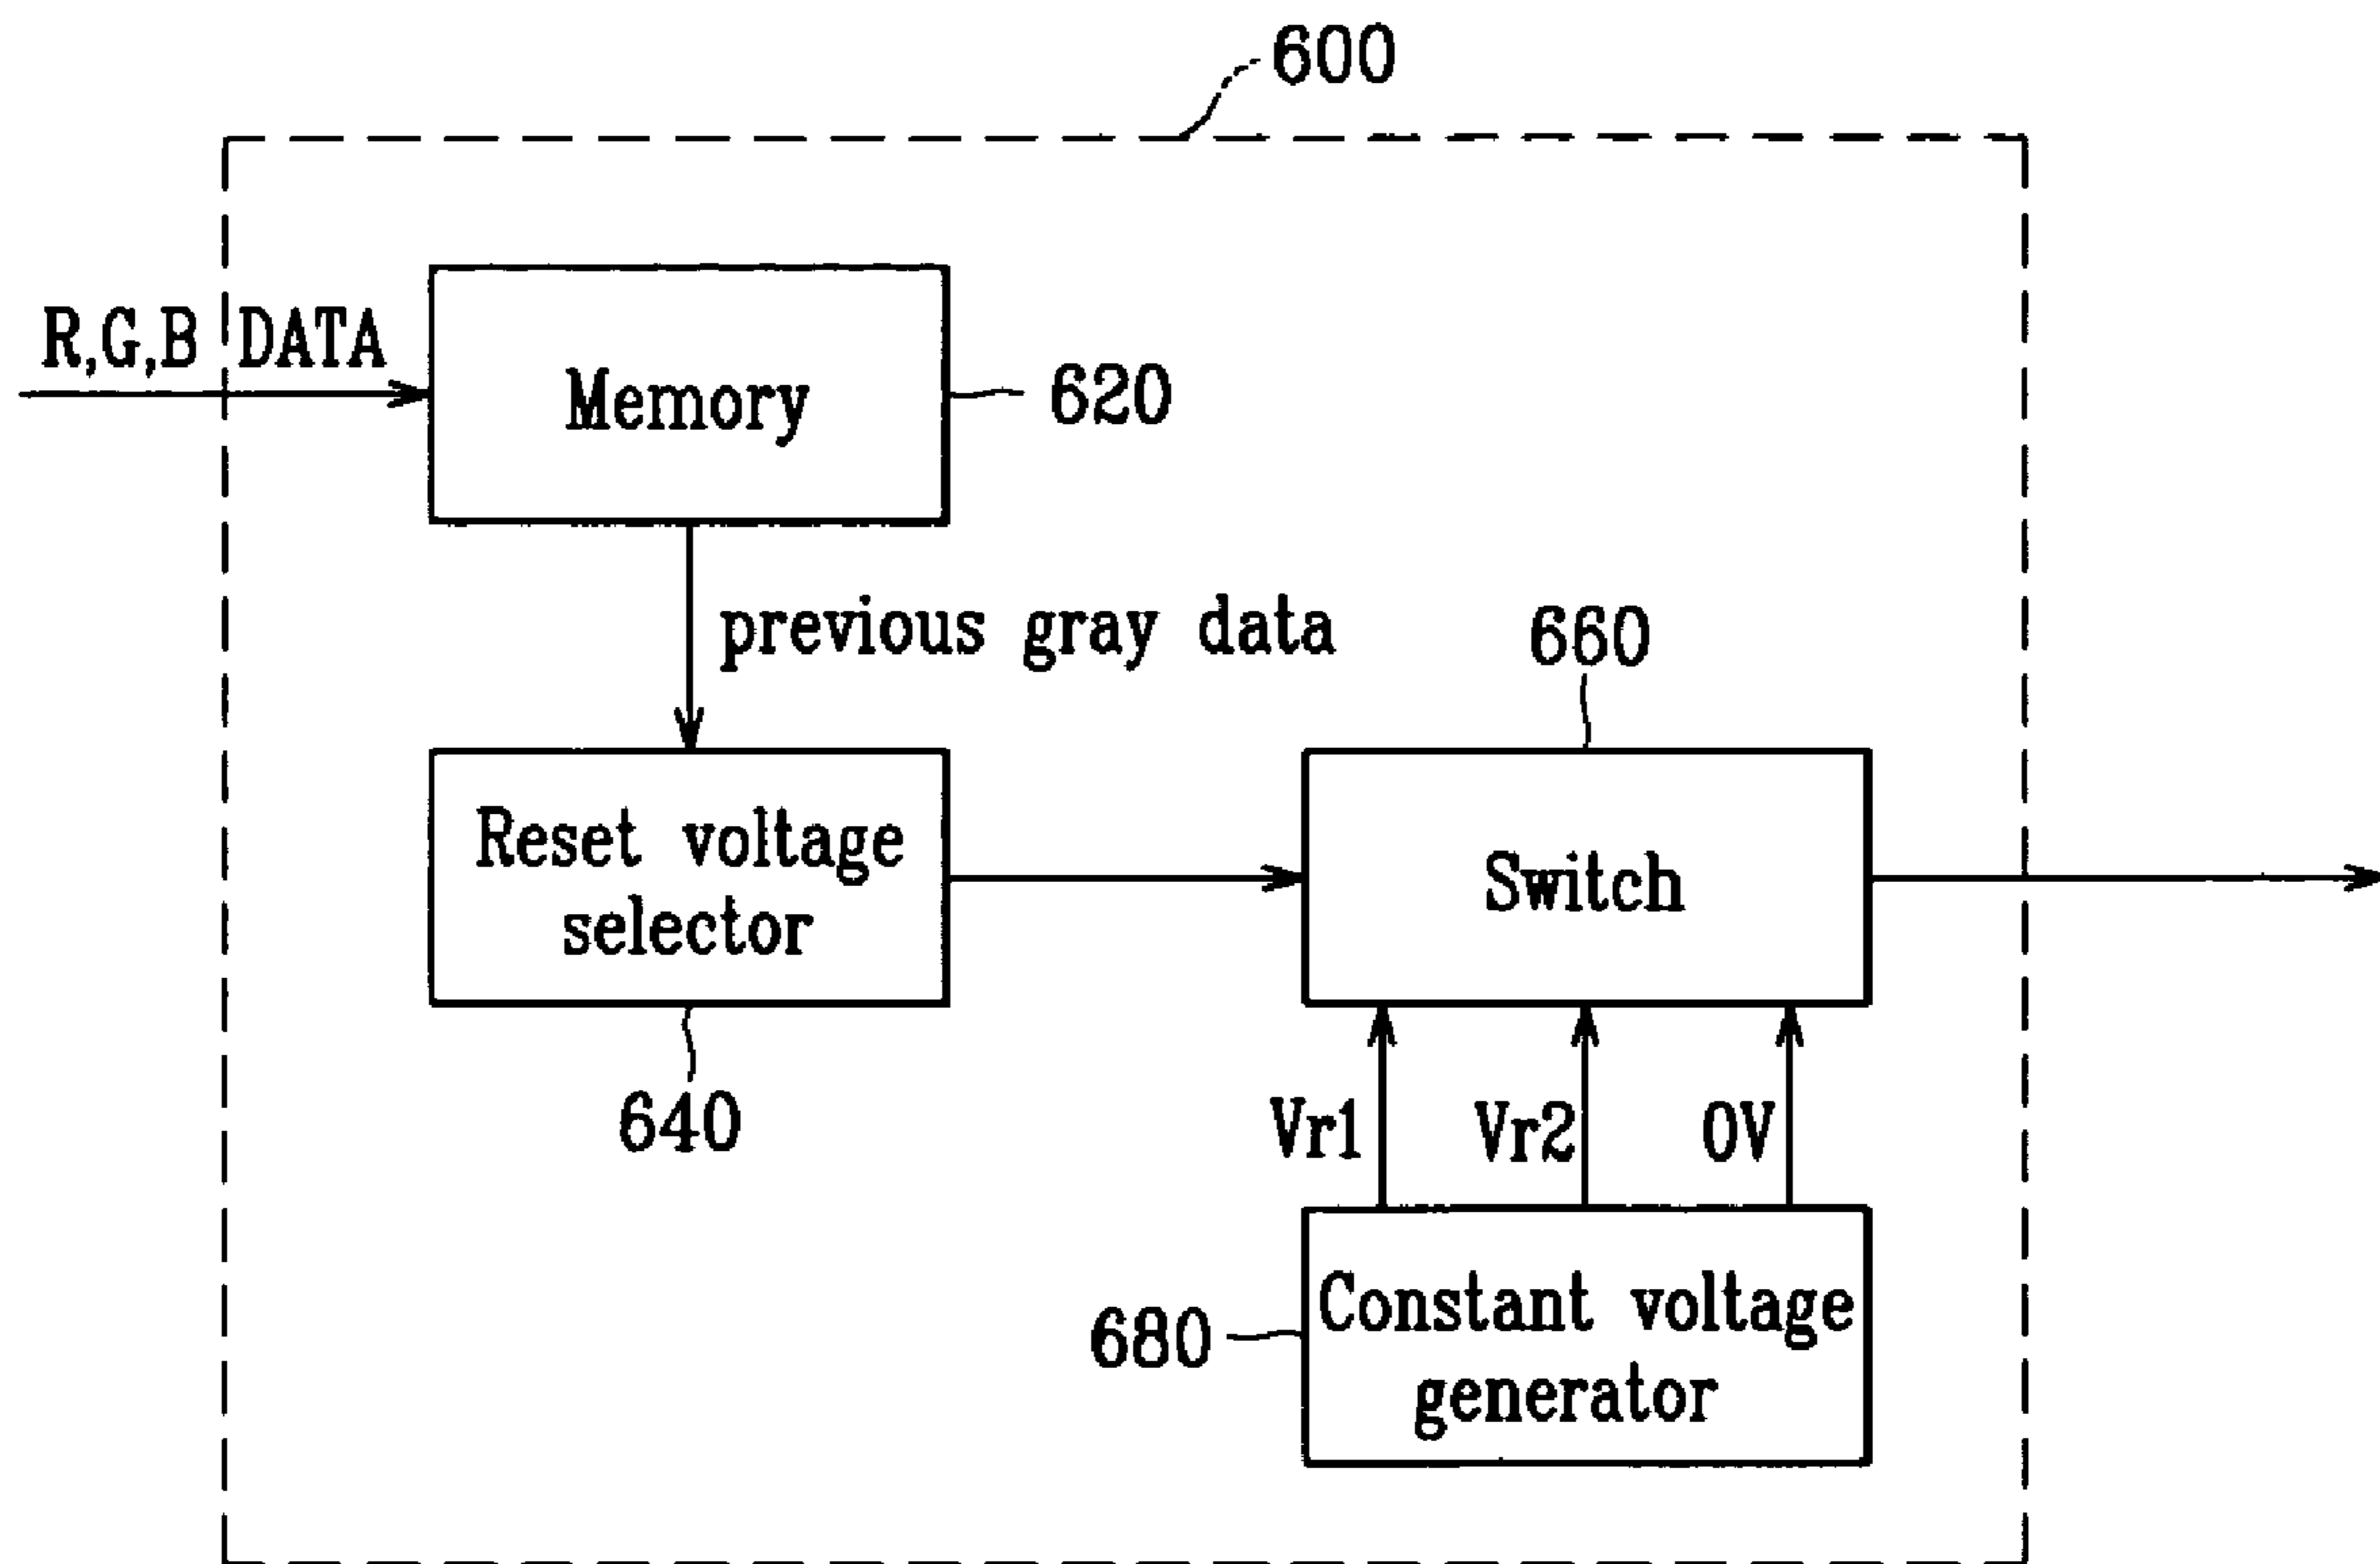 600
R,G,B DATA
Memory
620
previous gray data
660
Reset voltage
selector
Switch
640
Vr1
Vr2
0V
Constant voltage
generator
680